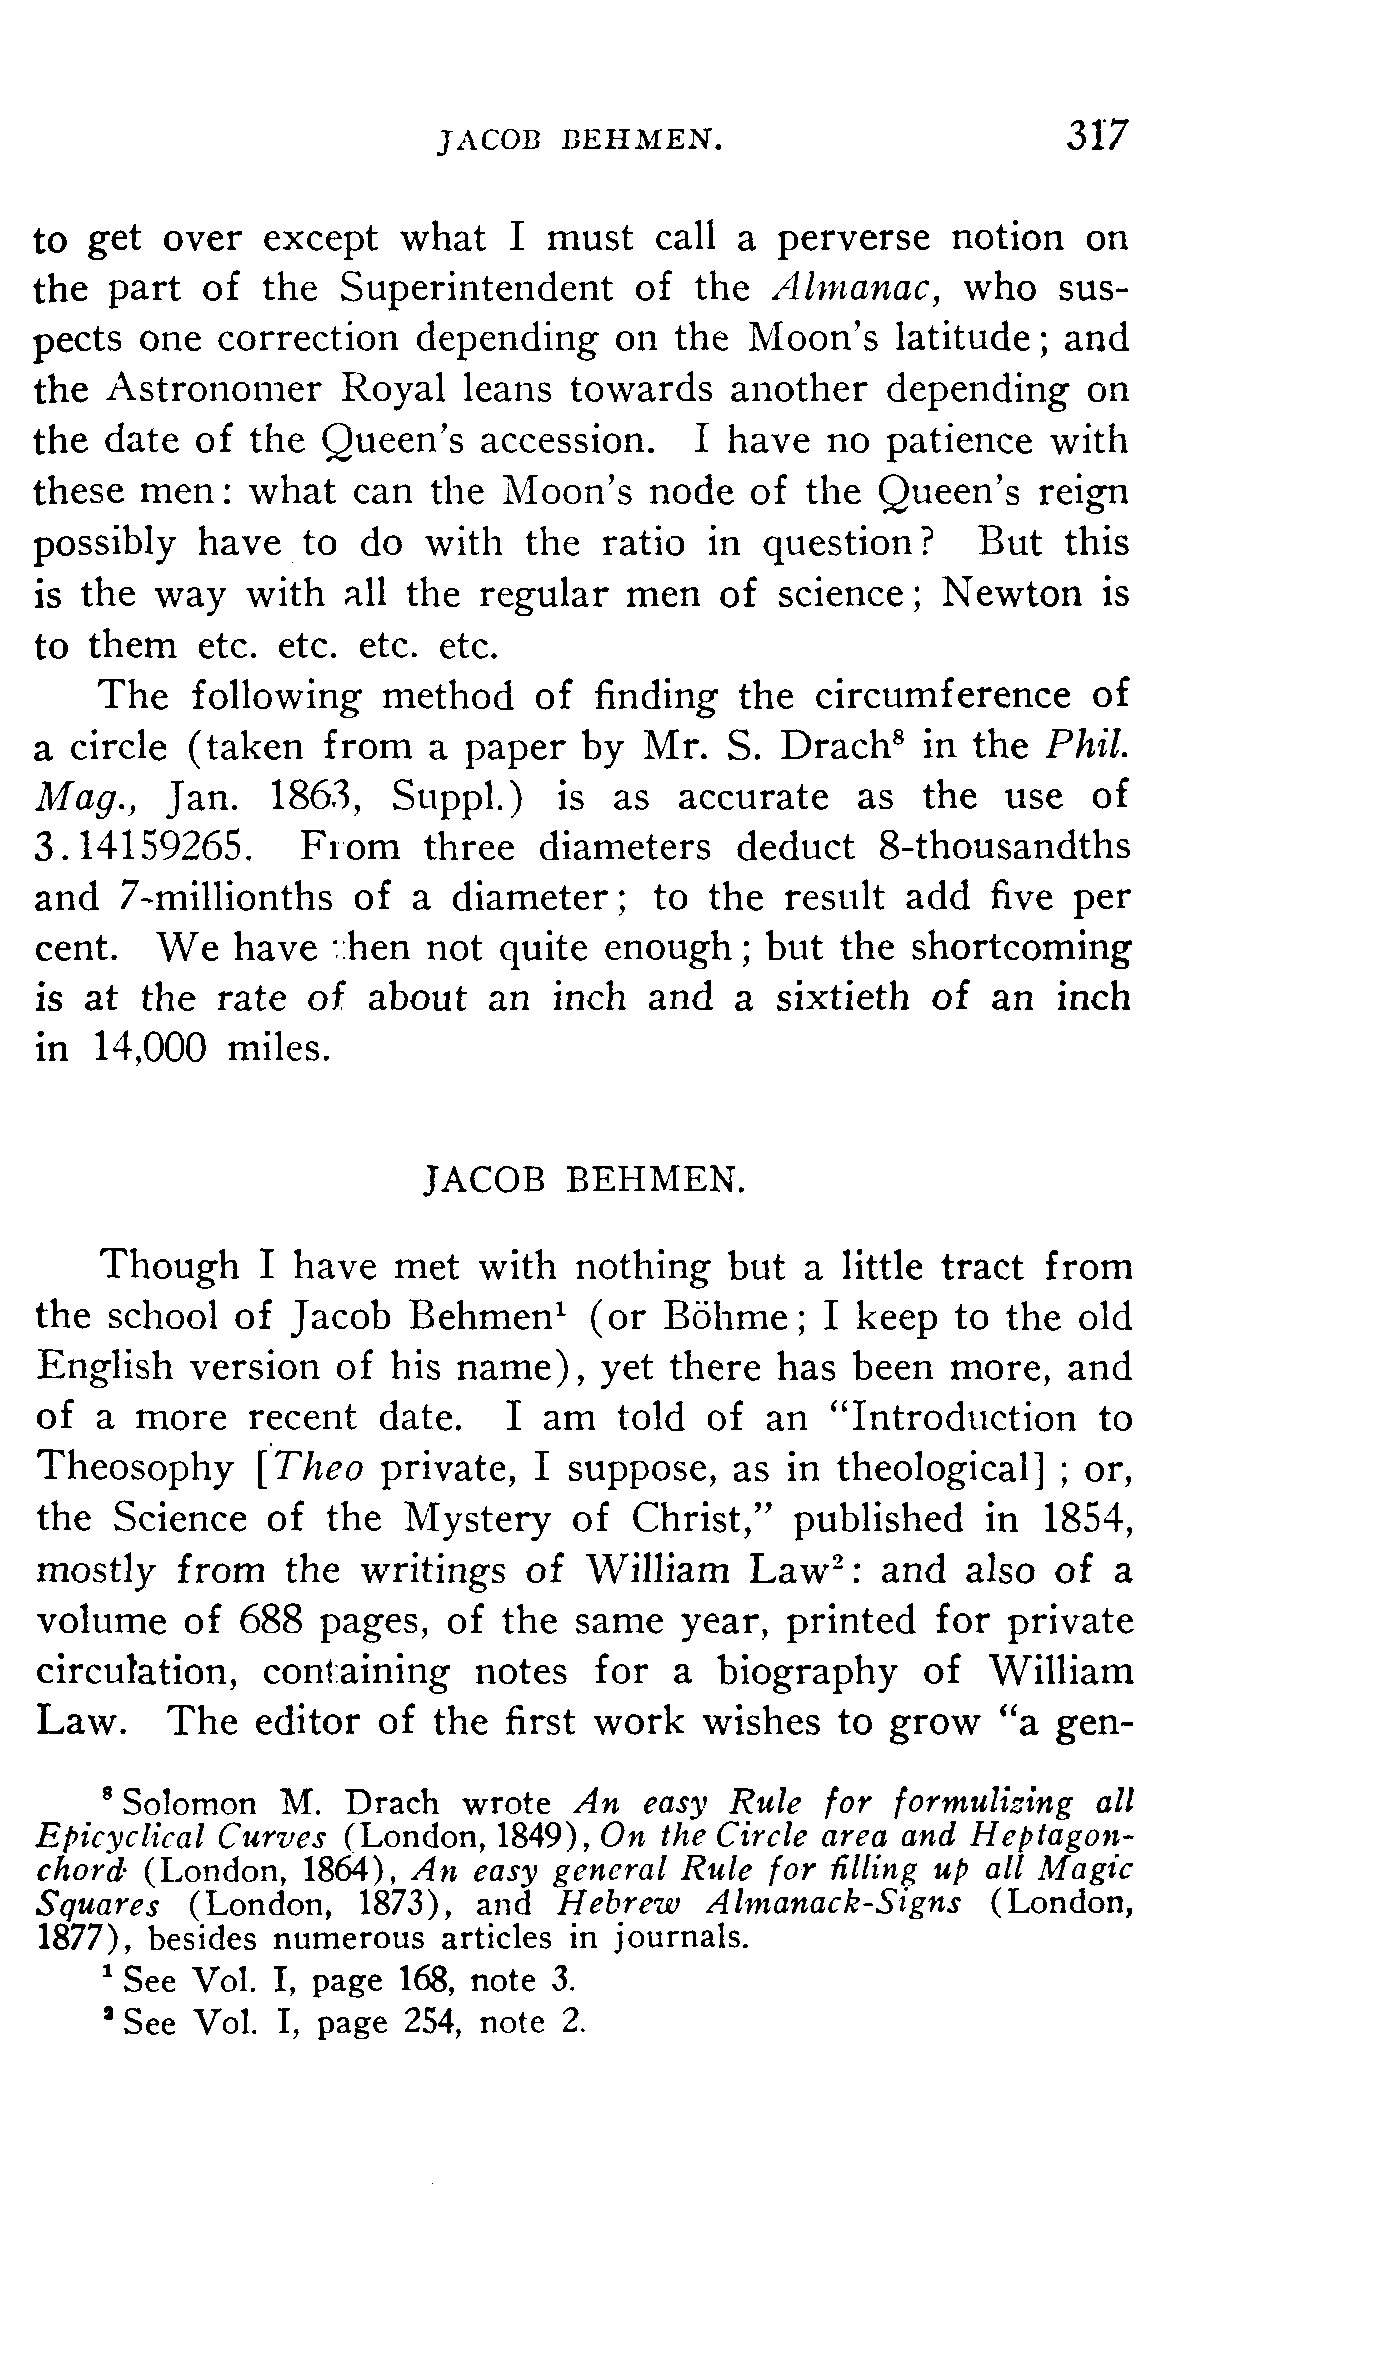 JACOB BEHMEN. 317
to get over except what I must call a perverse notion on
the part of the Superintendent of the Almanac, who sus-
pects one correction depending on the Moon's latitude; and
the Astronomer Royal leans towards another depending on
the date of the Queen's accession. I have no patience with
these men: what can the Moon's node of the Queen's reign
possibly have to do with the ratio in question? But this
is the way with all the regular men of science; Newton is
to them etc. etc. etc. etc.
The following method of finding the circumference of
a circle (taken from a paper by Mr. S. Drach⁸ in the Phil.
Mag., Jan. 1863, Suppl.) is as accurate as the use of
3.14159265. From three diameters deduct 8-thousandths
and 7-millionths of a diameter; to the result add five per
cent. We have then not quite enough; but the shortcoming
is at the rate of about an inch and a sixtieth of an inch
in 14,000 miles.
JACOB BEHMEN.
Though I have met with nothing but a little tract from
the school of Jacob Behmen¹ (or Böhme; I keep to the old
English version of his name), yet there has been more, and
of a more recent date. I am told of an "Introduction to
Theosophy [Theo private, I suppose, as in theological]; or,
the Science of the Mystery of Christ," published in 1854,
mostly from the writings of William Law²: and also of a
volume of 688 pages, of the same year, printed for private
circulation, containing notes for a biography of William
Law. The editor of the first work wishes to grow "a gen-
⁸ Solomon M. Drach wrote An easy Rule for formulizing all
Epicyclical Curves (London, 1849), On the Circle area and Heptagon-
chord (London, 1864), An easy general Rule for filling up all Magic
Squares (London, 1873), and Hebrew Almanack-Signs (London,
1877), besides numerous articles in journals.
¹ See Vol. I, page 168, note 3.
² See Vol. I, page 254, note 2.